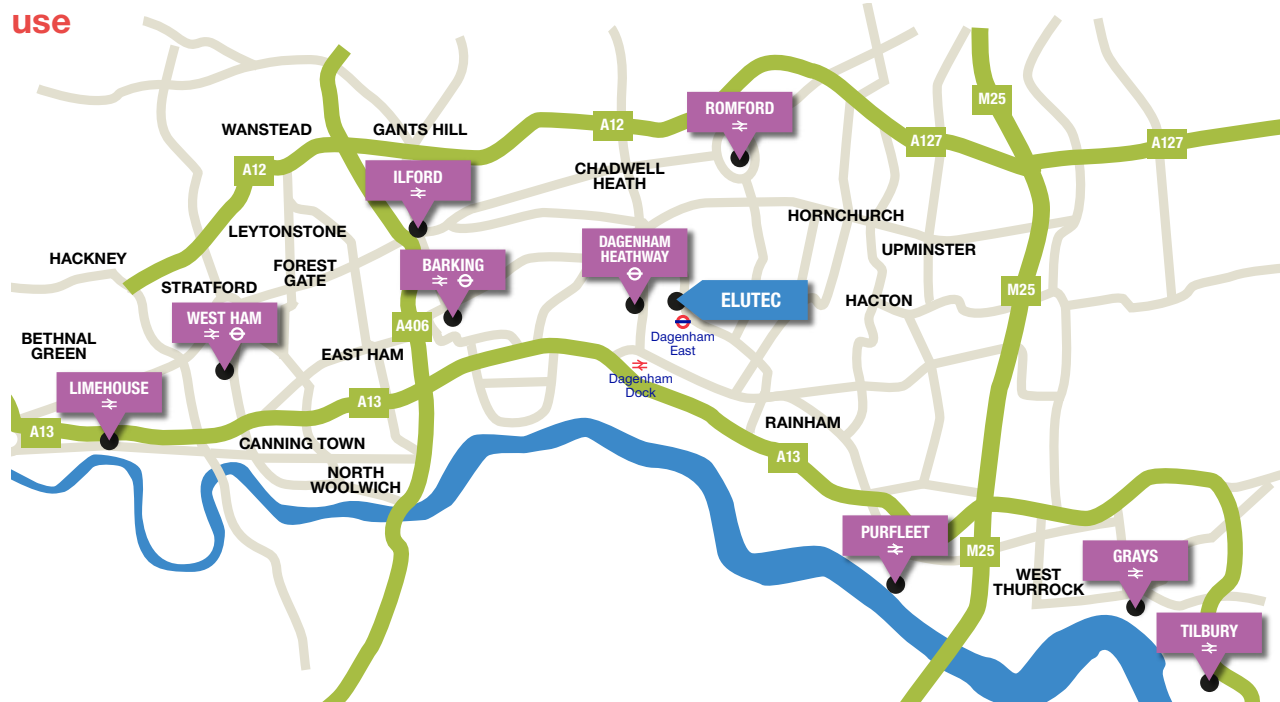 use
M25
ROMFORD
A12
WANSTEAD
GANTS HILL
A127
A127
A12
ILFORD
CHADWELL
HEATH
HORNCHURCH
LEYTONSTONE
UPMINSTER
DAGENHAM
HEATHWAY
HACKNEY
FOREST
GATE
BARKING
STRATFORD
M25
ELUTEC
HACTON
WEST HAM
A406
BETHNAL
GREEN
Dagenham
East
EAST HAM
Dagenham
Dock
LIMEHOUSE
A13
A13
RAINHAM
CANNING TOWN
A13
NORTH
WOOLWICH
PURFLEET
M25
GRAYS
WEST
THURROCK
TILBURY